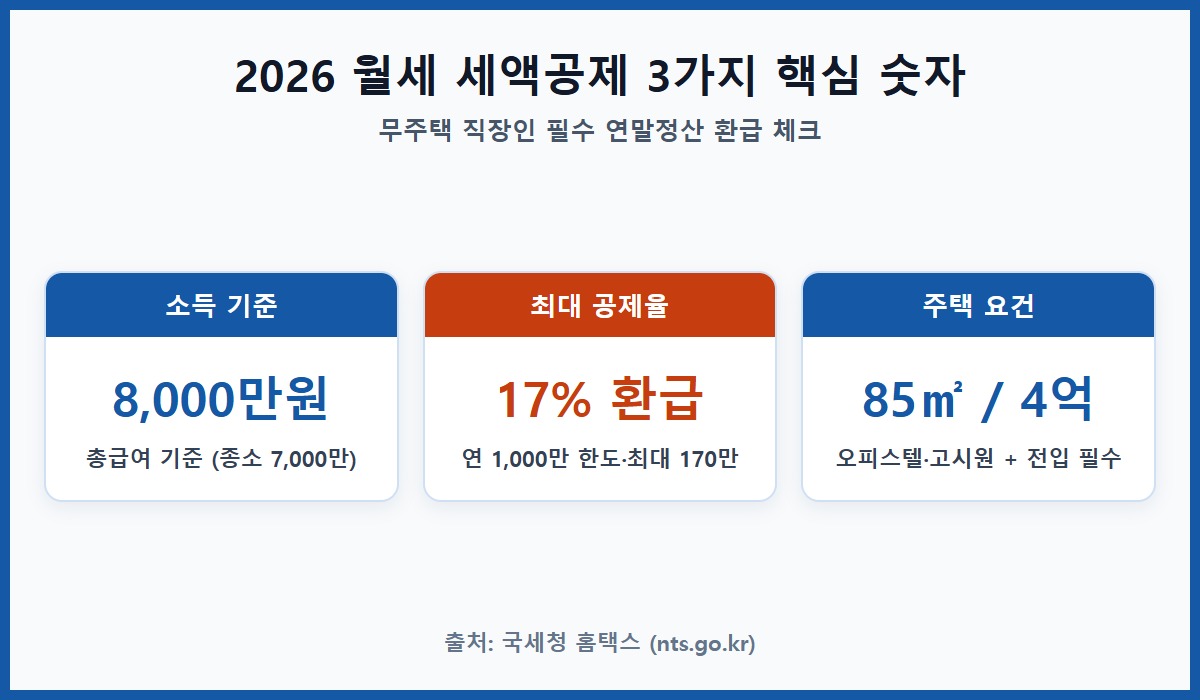 2026 월세 세액공제 3가지 핵심 숫자
무주택 직장인 필수 연말정산 환급 체크
소득 기준
8,000만원
총급여 기준 (종소 7,000만)
최대 공제율
17% 환급
연 1,000만 한도·최대 170만
주택 요건
85㎡ / 4억
오피스텔·고시원 + 전입 필수
출처: 국세청 홈택스 (nts.go.kr)